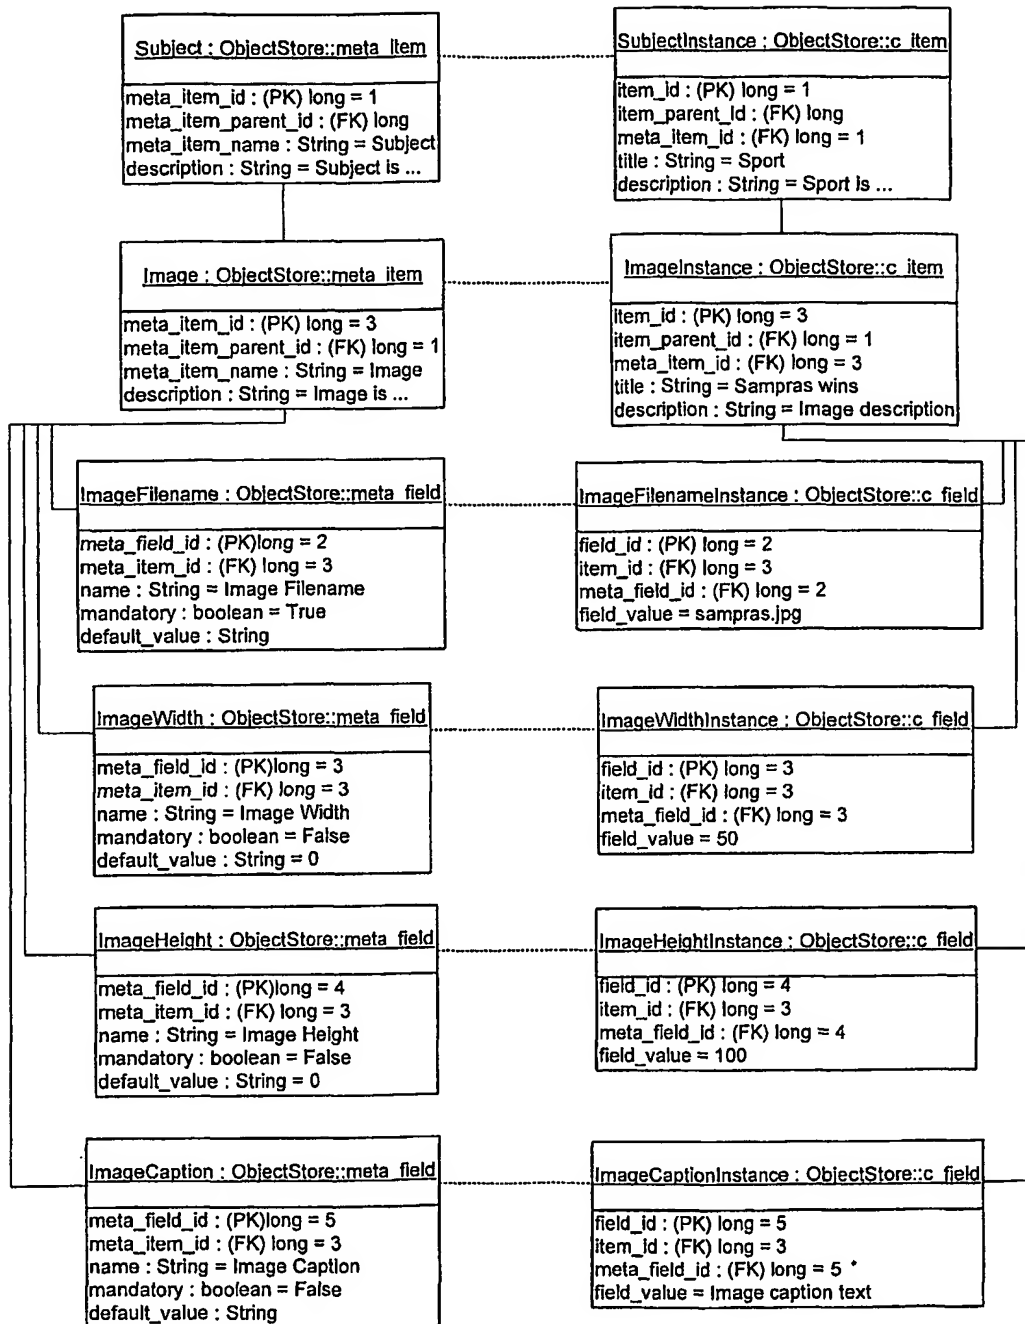 Subject : ObjectStore::meta_item
meta_item_id : (PK) long = 1
meta_item_parent_id : (FK) long
meta_item_name : String = Subject
description : String = Subject is ...
SubjectInstance : ObjectStore::c_item
item_id : (PK) long = 1
item_parent_id : (FK) long
meta_item_id : (FK) long = 1
title : String = Sport
description : String = Sport is ...
Image : ObjectStore::meta_item
meta_item_id : (PK) long = 3
meta_item_parent_id : (FK) long = 1
meta_item_name : String = Image
description : String = Image is ...
ImageInstance : ObjectStore::c_item
item_id : (PK) long = 3
item_parent_id : (FK) long = 1
meta_item_id : (FK) long = 3
title : String = Sampras wins
description : String = Image description
ImageFilename : ObjectStore::meta_field
meta_field_id : (PK)long = 2
meta_item_id : (FK) long = 3
name : String = Image Filename
mandatory : boolean = True
default_value : String
ImageFilenameInstance : ObjectStore::c_field
field_id : (PK) long = 2
item_id : (FK) long = 3
meta_field_id : (FK) long = 2
field_value = sampras.jpg
ImageWidth : ObjectStore::meta_field
meta_field_id : (PK)long = 3
meta_item_id : (FK) long = 3
name : String = Image Width
mandatory : boolean = False
default_value : String = 0
ImageWidthInstance : ObjectStore::c_field
field_id : (PK) long = 3
item_id : (FK) long = 3
meta_field_id : (FK) long = 3
field_value = 50
ImageHeight : ObjectStore::meta_field
meta_field_id : (PK)long = 4
meta_item_id : (FK) long = 3
name : String = Image Height
mandatory : boolean = False
default_value : String = 0
ImageHeightInstance : ObjectStore::c_field
field_id : (PK) long = 4
item_id : (FK) long = 3
meta_field_id : (FK) long = 4
field_value = 100
ImageCaption : ObjectStore::meta_field
meta_field_id : (PK)long = 5
meta_item_id : (FK) long = 3
name : String = Image Caption
mandatory : boolean = False
default_value : String
ImageCaptionInstance : ObjectStore::c_field
field_id : (PK) long = 5
item_id : (FK) long = 3
meta_field_id : (FK) long = 5
field_value = Image caption text